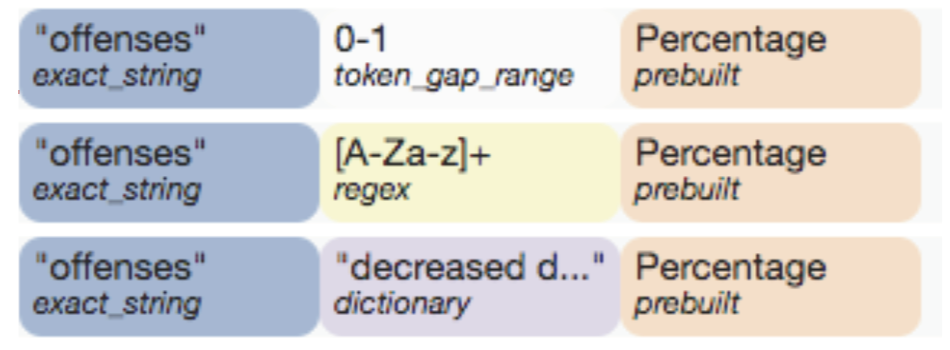 "offenses" 0-1 Percentage
exact_string token_gap_range prebuilt
"offenses" [A-Za-z]+ Percentage
exact_string regex prebuilt
"offenses" "decreased d..." Percentage
exact_string dictionary prebuilt